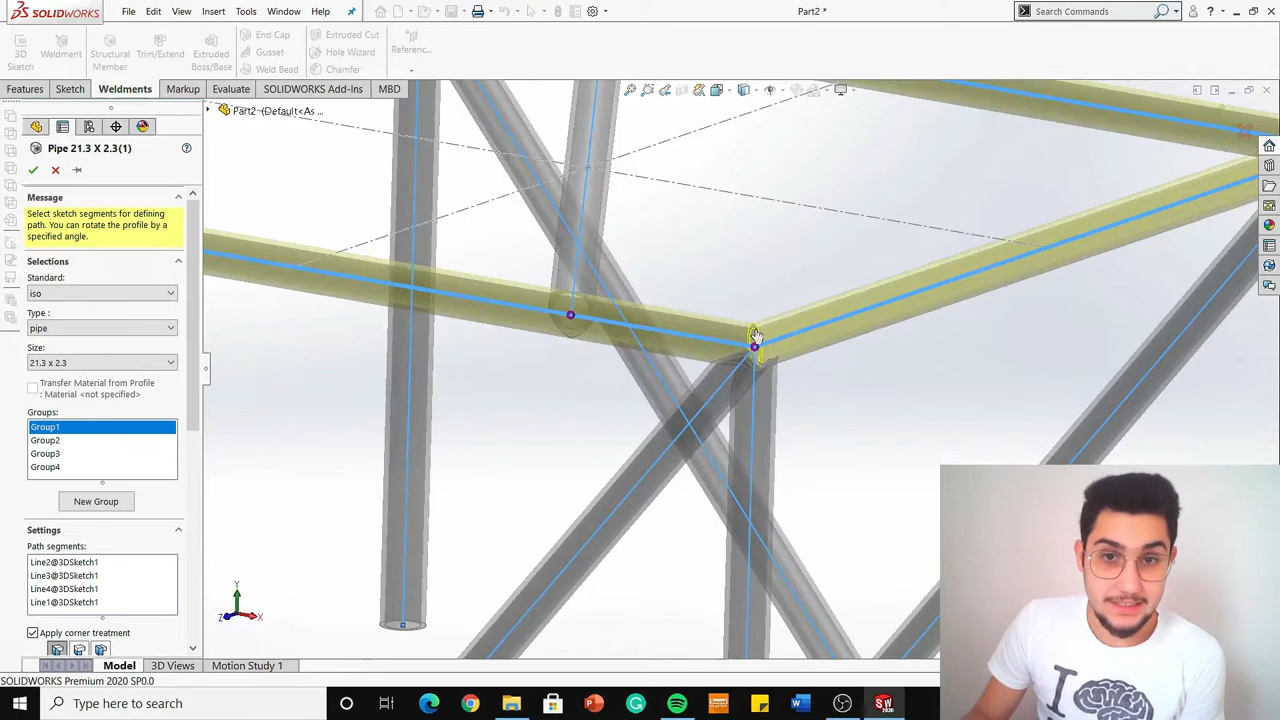 SOLIDWORKS
File Edit View Insert Tools Window Help
Part2 *
Search Commands
3D Sketch
Weldment
Structural Member
Trim/Extend
Extruded Boss/Base
End Cap
Gusset
Weld Bead
Extruded Cut
Hole Wizard
Chamfer
Referenc...
Features Sketch Weldments Markup Evaluate SOLIDWORKS Add-Ins MBD
Part2 (Default<As ...
Pipe 21.3 X 2.3(1)
Message
Select sketch segments for defining
path. You can rotate the profile by a
specified angle.
Selections
Standard:
iso
Type :
pipe
Size:
21.3 x 2.3
Transfer Material from Profile
: Material <not specified>
Groups:
Group1
Group2
Group3
Group4
New Group
Settings
Path segments:
Line2@3DSketch1
Line3@3DSketch1
Line4@3DSketch1
Line1@3DSketch1
Apply corner treatment
Y
Z
X
I
Model 3D Views Motion Study 1
SOLIDWORKS Premium 2020 SP0.0
Type here to search